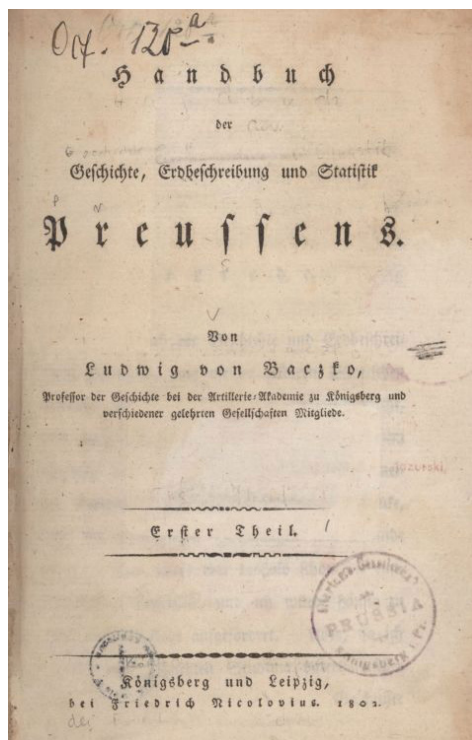 Handbuch
der
Geschichte, Erdbeschreibung und Statistik
Preussens.
Von
Ludwig von Baczko,
Professor der Geschichte bei der Artillerie-Akademie zu Königsberg und
verschiedener gelehrten Gesellschaften Mitgliede.
Erster Theil.
PRUSSIA
Königsberg und Leipzig,
bei Friedrich Nicolovius. 1802.